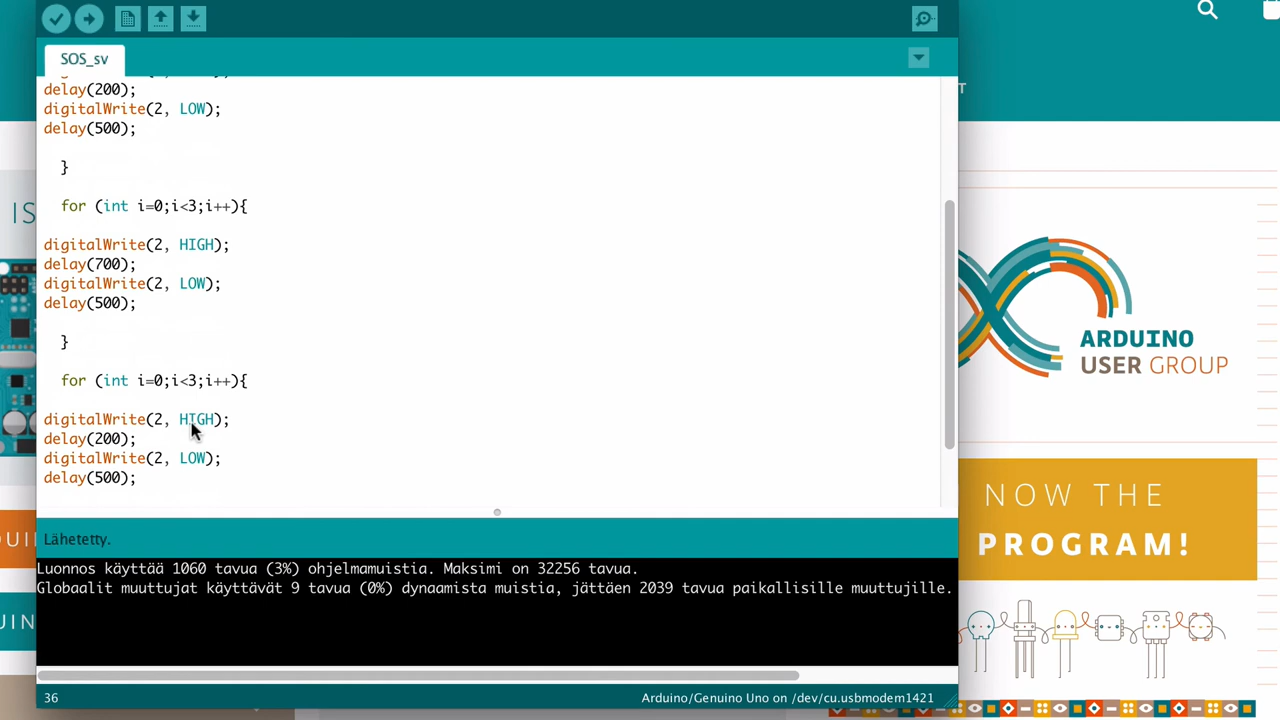 SOS_sv
delay(200);
digitalWrite(2, LOW);
delay(500);
}
for (int i=0;i<3;i++){
digitalWrite(2, HIGH);
delay(700);
digitalWrite(2, LOW);
delay(500);
}
for (int i=0;i<3;i++){
digitalWrite(2, HIGH);
delay(200);
digitalWrite(2, LOW);
delay(500);
Lähetetty.
Luonnos käyttää 1060 tavua (3%) ohjelmamuistia. Maksimi on 32256 tavua.
Globaalit muuttujat käyttävät 9 tavua (0%) dynaamista muistia, jättäen 2039 tavua paikallisille muuttujille.
36
Arduino/Genuino Uno on /dev/cu.usbmodem1421
IS
T
ARDUINO
USER GROUP
NOW THE
PROGRAM!